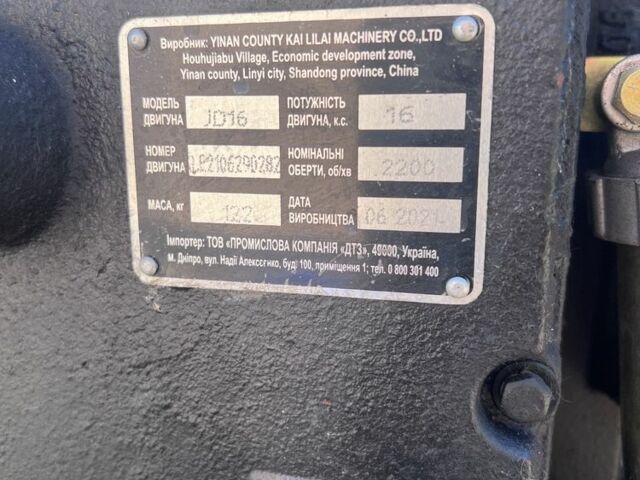 Виробник: YINAN COUNTY KAI LILAI MACHINERY CO.,LTD
Houhujiabu Village, Economic development zone,
Yinan county, Linyi city, Shandong province, China
МОДЕЛЬ ДВИГУНА JD16 ПОТУЖНІСТЬ ДВИГУНА, к.с. 16
НОМЕР ДВИГУНА LP2106290282 НОМІНАЛЬНІ ОБЕРТИ, об/хв 2200
МАСА, кг 122 ДАТА ВИРОБНИЦТВА 06 2021
Імпортер: ТОВ «ПРОМИСЛОВА КОМПАНІЯ «ДТЗ», 40000, Україна,
м. Дніпро, вул. Надії Алексєєнко, буд. 100, приміщення 1; тел. 0 800 301 400